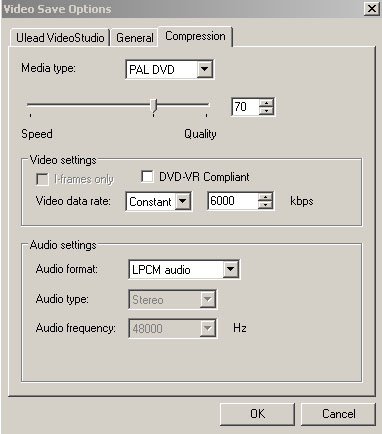 Video Save Options
Ulead VideoStudio General Compression
Media type: PAL DVD
70
Speed Quality
Video settings
I-frames only DVD-VR Compliant
Video data rate: Constant 6000 kbps
Audio settings
Audio format: LPCM audio
Audio type: Stereo
Audio frequency: 48000 Hz
OK Cancel